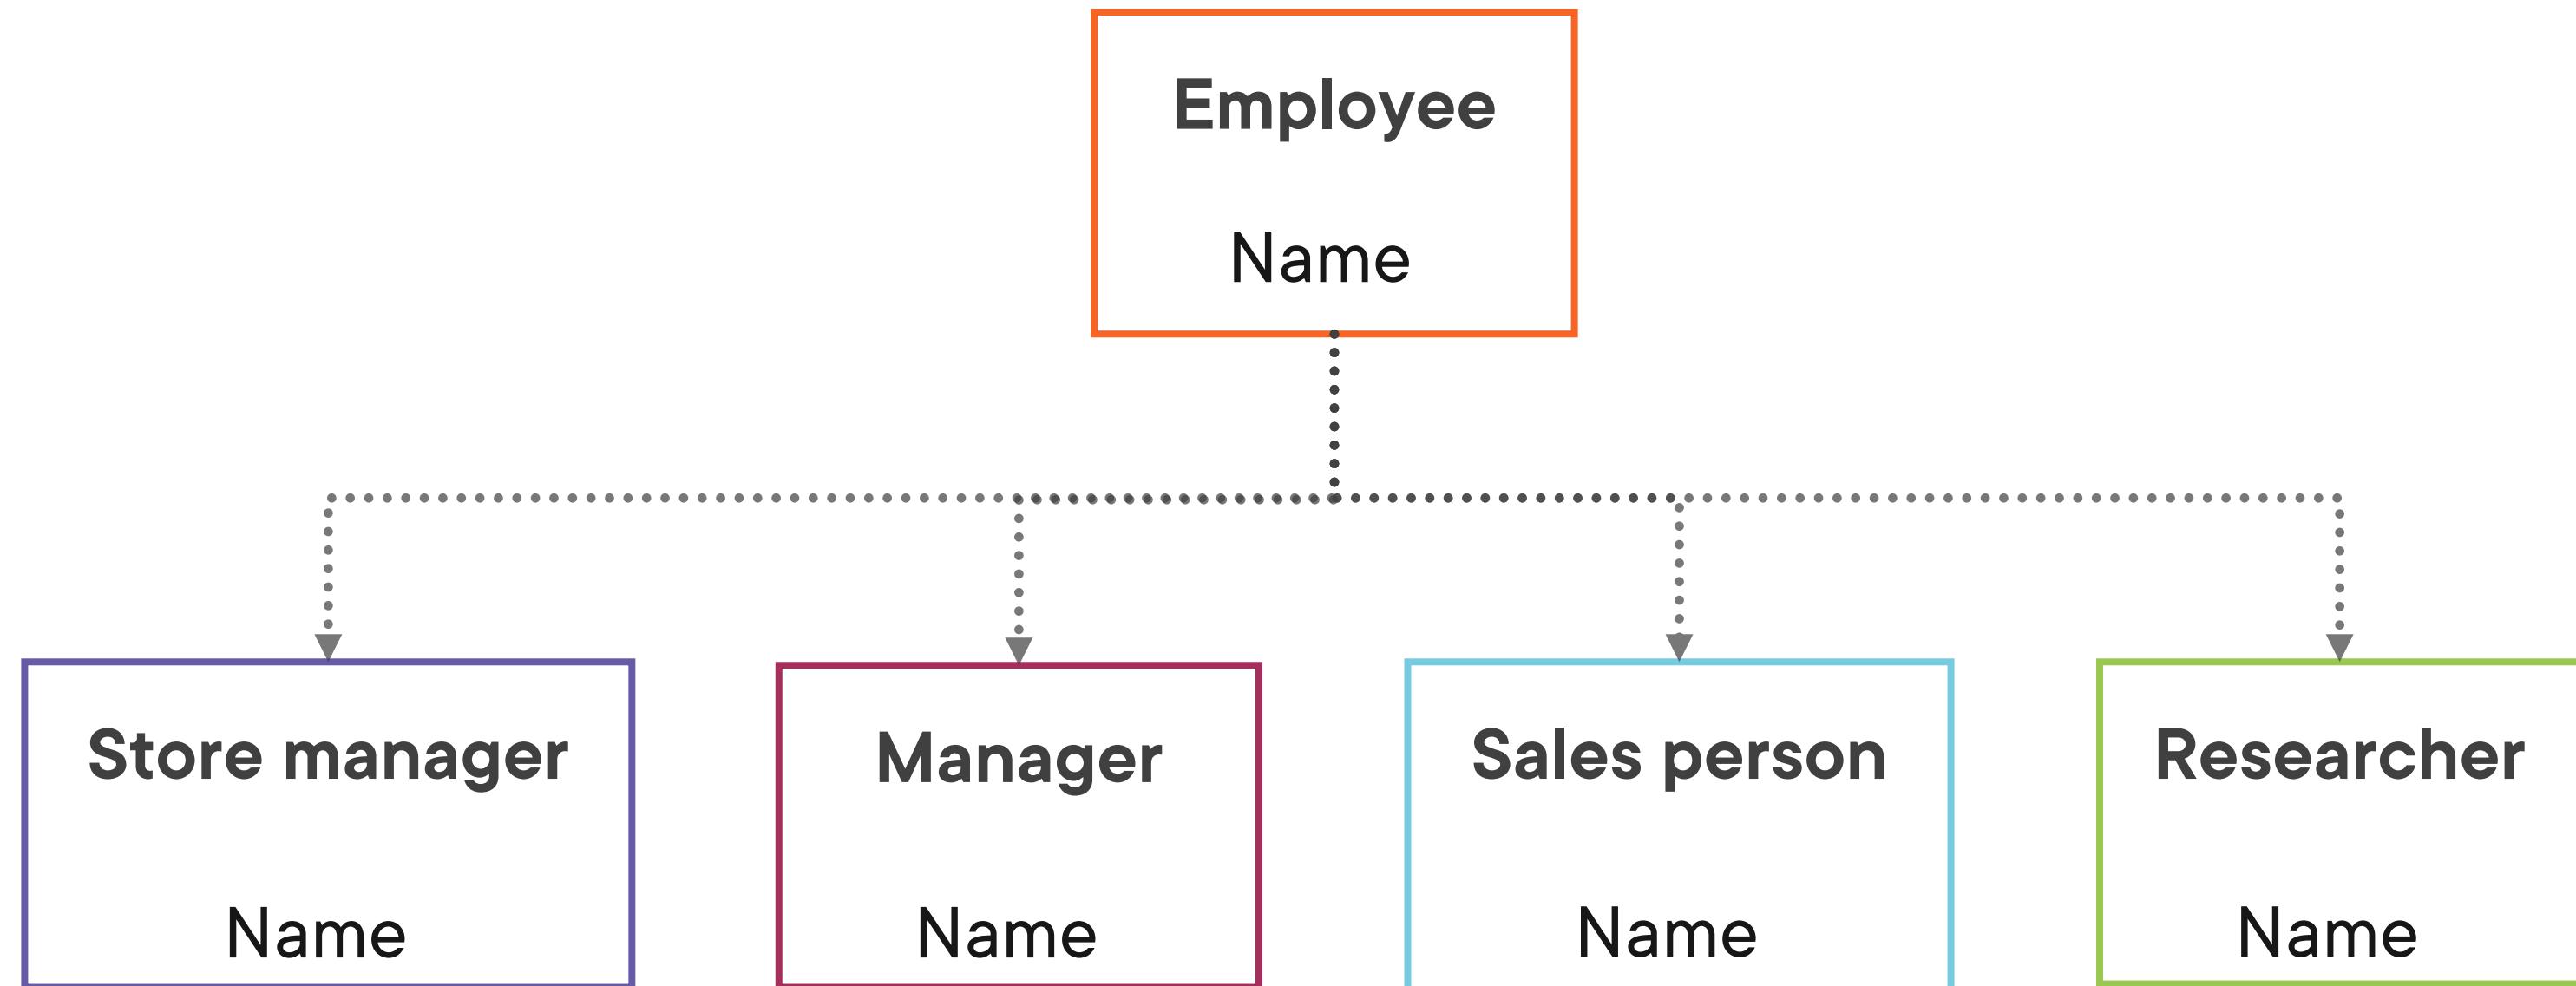 Employee
Name
Store manager
Manager
Sales person
Researcher
Name
Name
Name
Name